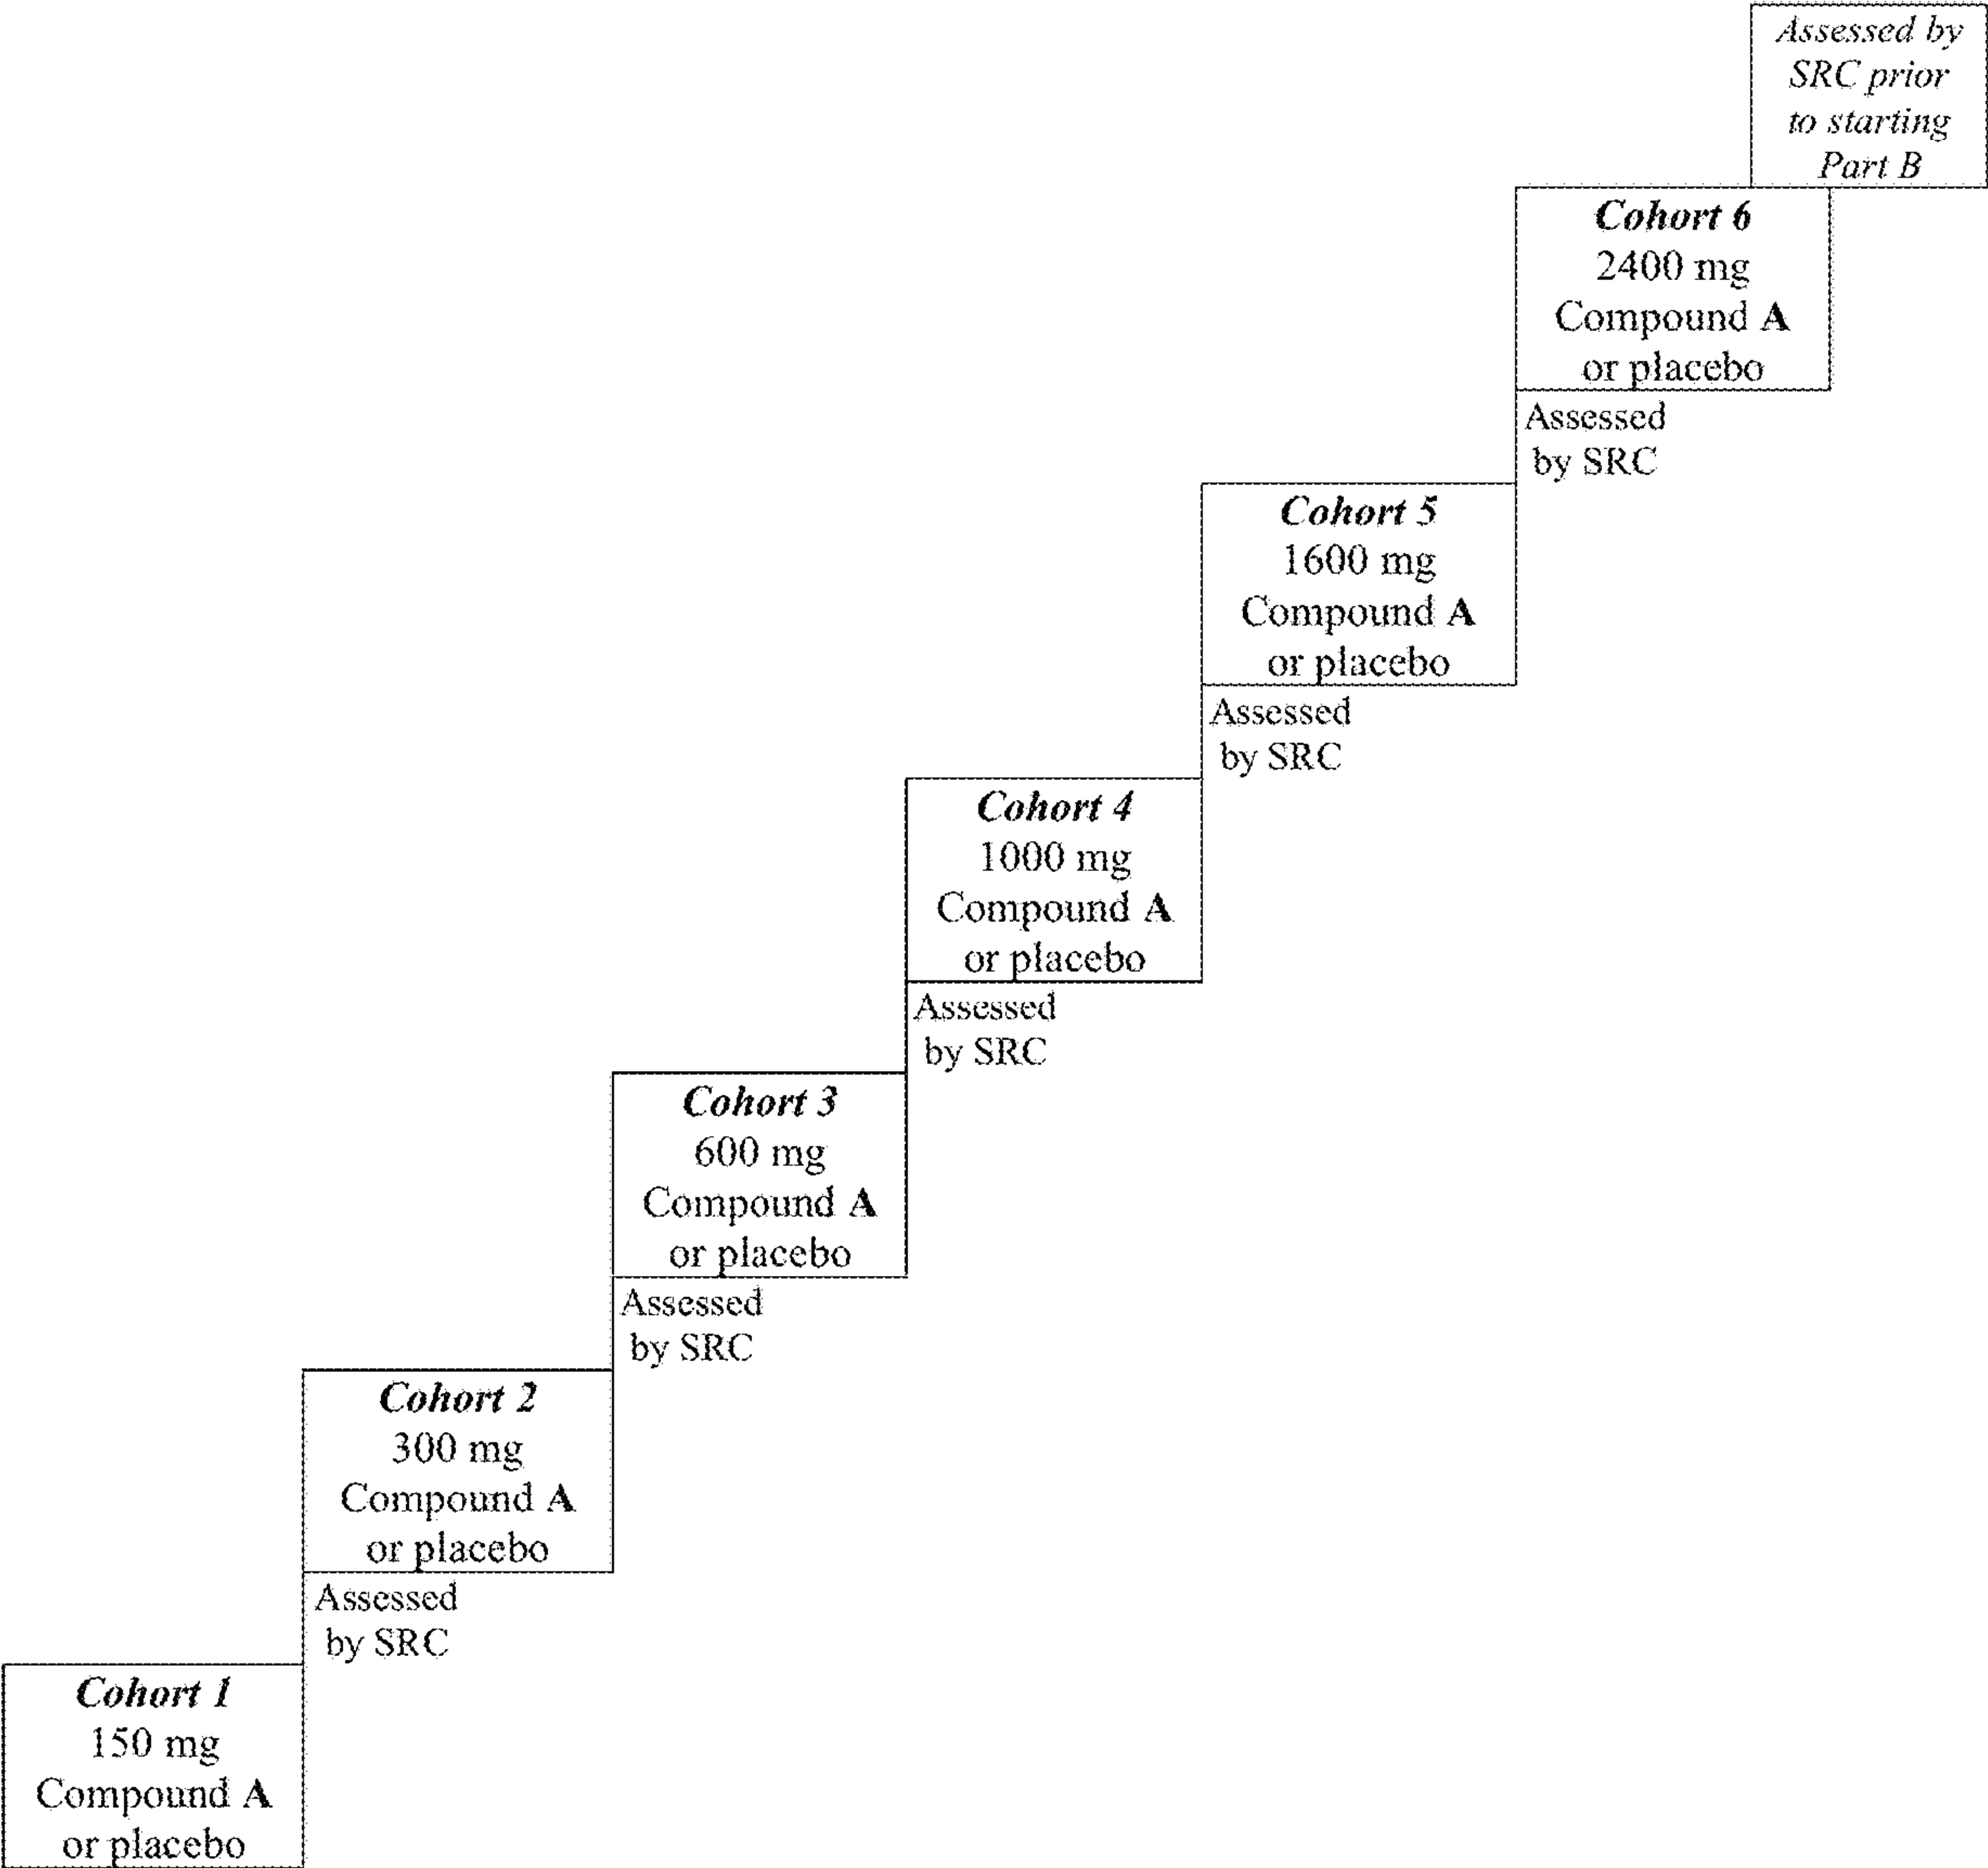 Assessed by
SRC prior
to starting
Part B
Cohort 6
2400 mg
Compound A
or placebo
Assessed
by SRC
Cohort 5
1600 mg
Compound A
or placebo
Assessed
by SRC
Cohort 4
1000 mg
Compound A
or placebo
Assessed
by SRC
Cohort 3
600 mg
Compound A
or placebo
Assessed
by SRC
Cohort 2
300 mg
Compound A
or placebo
Assessed
by SRC
Cohort 1
150 mg
Compound A
or placebo